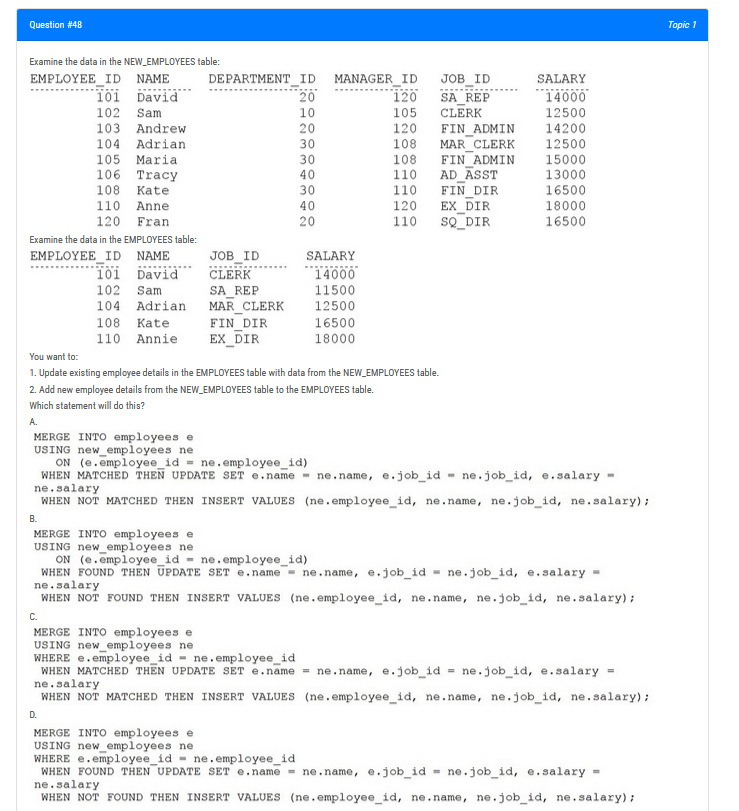 Question #48 Topic 1
Examine the data in the NEW_EMPLOYEES table:
EMPLOYEE_ID NAME DEPARTMENT_ID MANAGER_ID JOB_ID SALARY
101 David 20 120 SA_REP 14000
102 Sam 10 105 CLERK 12500
103 Andrew 20 120 FIN_ADMIN 14200
104 Adrian 30 108 MAR_CLERK 12500
105 Maria 30 108 FIN_ADMIN 15000
106 Tracy 40 110 AD_ASST 13000
108 Kate 30 110 FIN_DIR 16500
110 Anne 40 120 EX_DIR 18000
120 Fran 20 110 SQ_DIR 16500
Examine the data in the EMPLOYEES table:
EMPLOYEE_ID NAME JOB_ID SALARY
101 David CLERK 14000
102 Sam SA_REP 11500
104 Adrian MAR_CLERK 12500
108 Kate FIN_DIR 16500
110 Annie EX_DIR 18000
You want to:
1. Update existing employee details in the EMPLOYEES table with data from the NEW_EMPLOYEES table.
2. Add new employee details from the NEW_EMPLOYEES table to the EMPLOYEES table.
Which statement will do this?
A.
MERGE INTO employees e
USING new_employees ne
ON (e.employee_id = ne.employee_id)
WHEN MATCHED THEN UPDATE SET e.name = ne.name, e.job_id = ne.job_id, e.salary =
ne.salary
WHEN NOT MATCHED THEN INSERT VALUES (ne.employee_id, ne.name, ne.job_id, ne.salary);
B.
MERGE INTO employees e
USING new_employees ne
ON (e.employee_id = ne.employee_id)
WHEN FOUND THEN UPDATE SET e.name = ne.name, e.job_id = ne.job_id, e.salary =
ne.salary
WHEN NOT FOUND THEN INSERT VALUES (ne.employee_id, ne.name, ne.job_id, ne.salary);
C.
MERGE INTO employees e
USING new_employees ne
WHERE e.employee_id = ne.employee_id
WHEN MATCHED THEN UPDATE SET e.name = ne.name, e.job_id = ne.job_id, e.salary =
ne.salary
WHEN NOT MATCHED THEN INSERT VALUES (ne.employee_id, ne.name, ne.job_id, ne.salary);
D.
MERGE INTO employees e
USING new_employees ne
WHERE e.employee_id = ne.employee_id
WHEN FOUND THEN UPDATE SET e.name = ne.name, e.job_id = ne.job_id, e.salary =
ne.salary
WHEN NOT FOUND THEN INSERT VALUES (ne.employee_id, ne.name, ne.job_id, ne.salary);